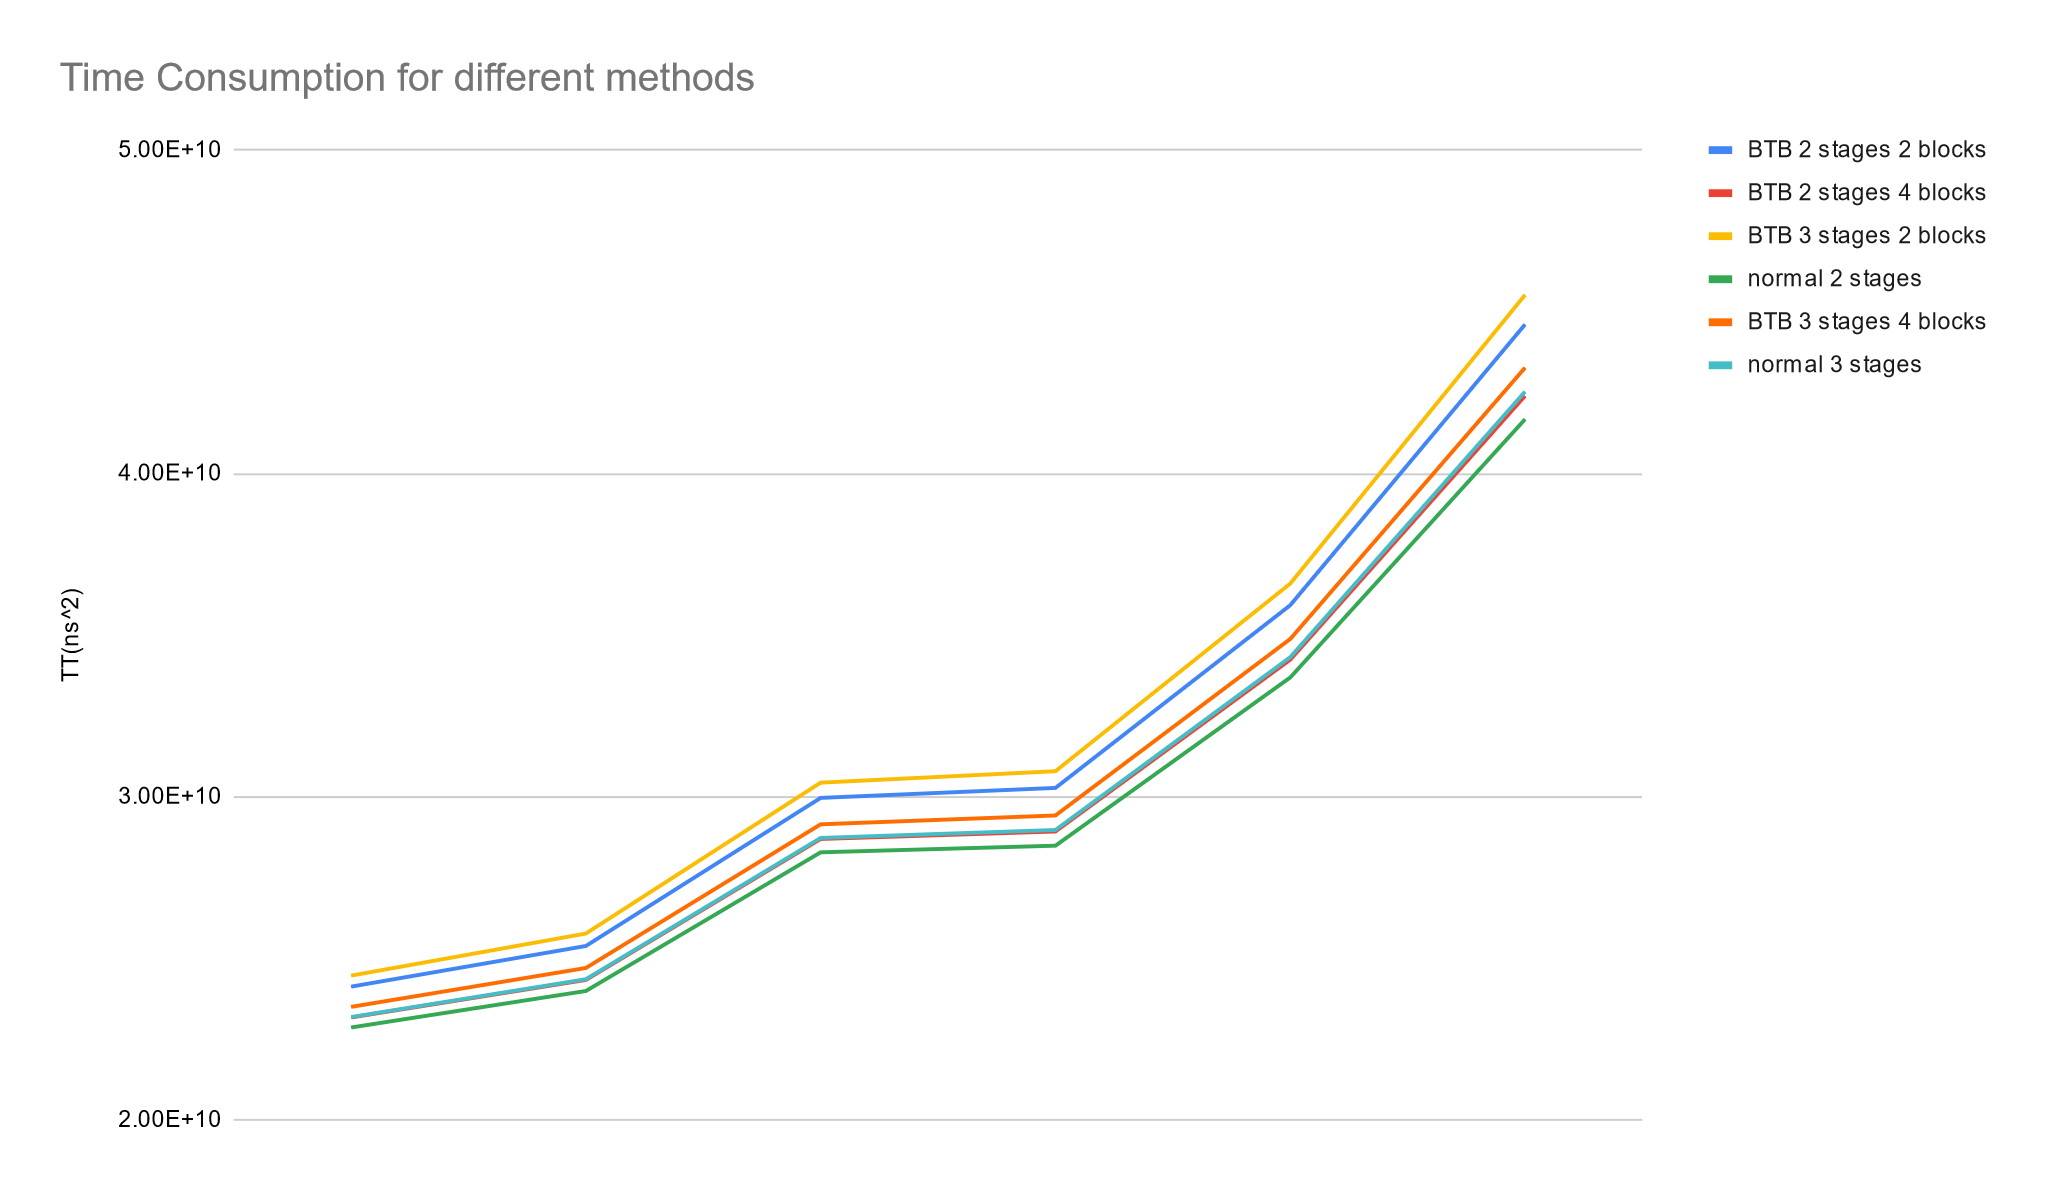 Time Consumption for different methods
5.00E+10
4.00E+10
3.00E+10
2.00E+10
TT(ns^2)
BTB 2 stages 2 blocks
BTB 2 stages 4 blocks
BTB 3 stages 2 blocks
normal 2 stages
BTB 3 stages 4 blocks
normal 3 stages